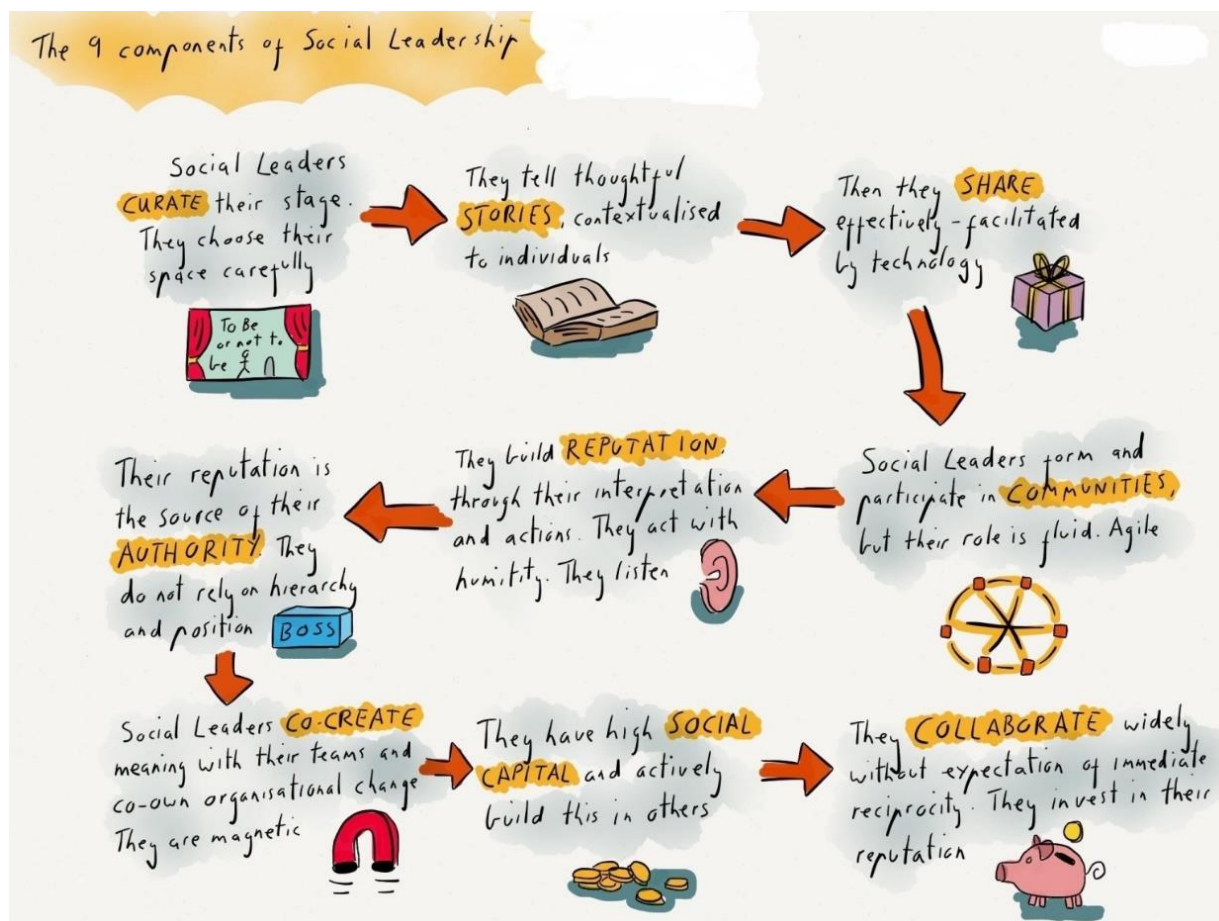 The 9 components of Social Leadership
Social Leaders
CURATE their stage.
They choose their
space carefully
To Be
or not to
be
They tell thoughtful
STORIES, contextualised
to individuals
Then they SHARE
effectively - facilitated
by technology
Social Leaders form and
participate in COMMUNITIES,
but their role is fluid. Agile
They build REPUTATION,
through their interpretation
and actions. They act with
humitity. They listen
Their reputation is
the source of their
AUTHORITY. They
do not rely on hierarchy
and position
BOSS
Social Leaders CO-CREATE
meaning with their teams and
co-own organisational change
They are magnetic
They have high SOCIAL
CAPITAL and actively
build this in others
They COLLABORATE widely
without expectation of immediate
reciprocity. They invest in their
reputation